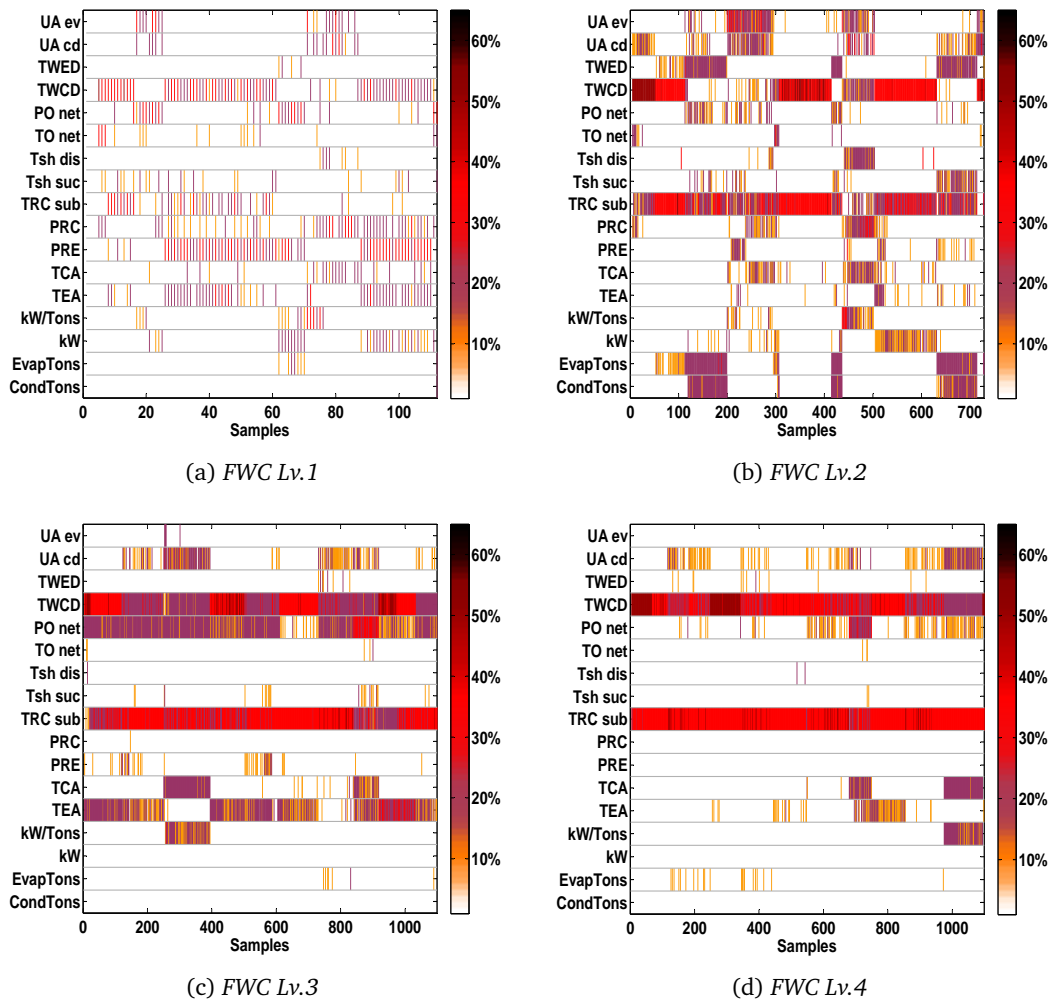 UA ev
UA cd
TWED
TWCD
PO net
TO net
Tsh dis
Tsh suc
TRC sub
PRC
PRE
TCA
TEA
kW/Tons
kW
EvapTons
CondTons
0 20 40 60 80 100
Samples
60%
50%
40%
30%
20%
10%
(a) FWC Lv.1
UA ev
UA cd
TWED
TWCD
PO net
TO net
Tsh dis
Tsh suc
TRC sub
PRC
PRE
TCA
TEA
kW/Tons
kW
EvapTons
CondTons
0 100 200 300 400 500 600 700
Samples
60%
50%
40%
30%
20%
10%
(b) FWC Lv.2
UA ev
UA cd
TWED
TWCD
PO net
TO net
Tsh dis
Tsh suc
TRC sub
PRC
PRE
TCA
TEA
kW/Tons
kW
EvapTons
CondTons
0 200 400 600 800 1000
Samples
60%
50%
40%
30%
20%
10%
(c) FWC Lv.3
UA ev
UA cd
TWED
TWCD
PO net
TO net
Tsh dis
Tsh suc
TRC sub
PRC
PRE
TCA
TEA
kW/Tons
kW
EvapTons
CondTons
0 200 400 600 800 1000
Samples
60%
50%
40%
30%
20%
10%
(d) FWC Lv.4